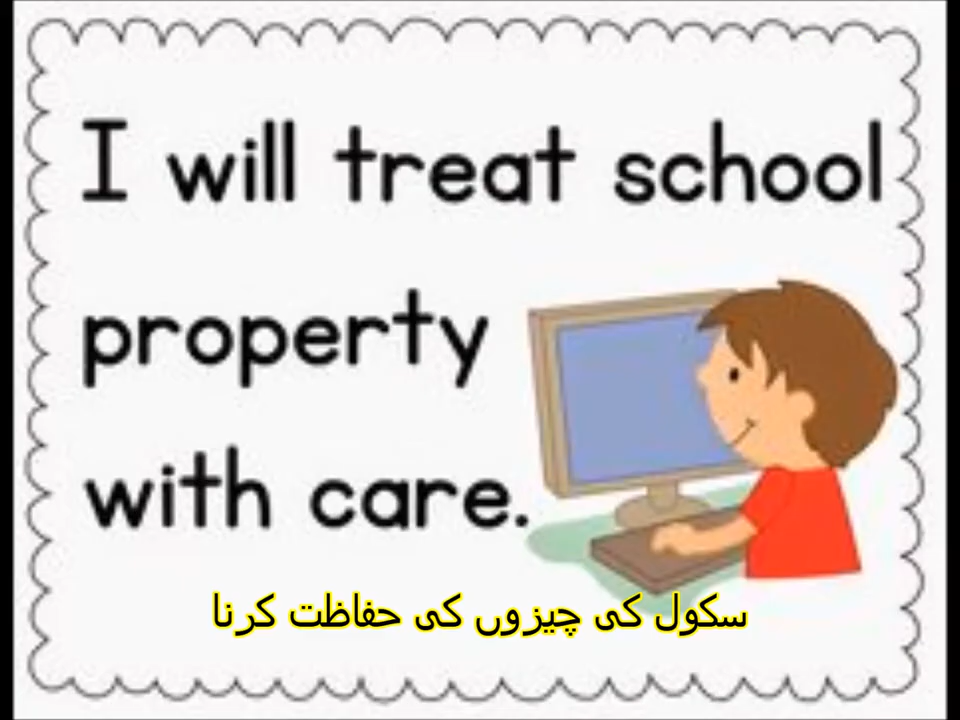 I will treat school
property
with care.
سکول کی چیزوں کی حفاظت کرنا